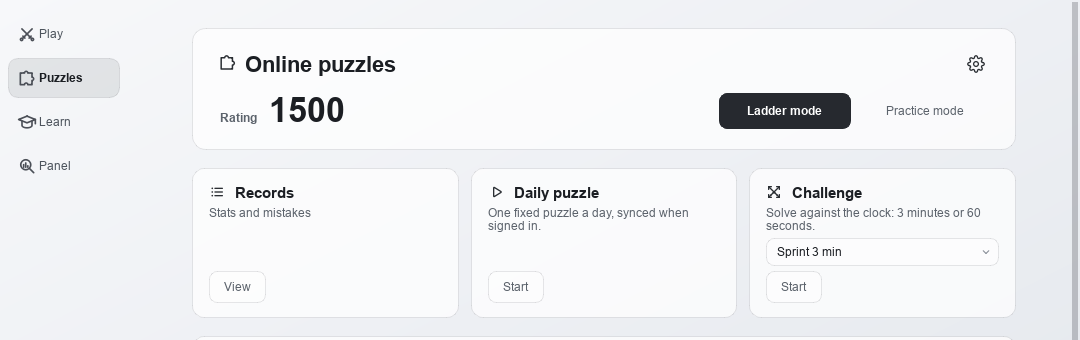 Play
Puzzles
Learn
Panel
Online puzzles
Rating 1500
Ladder mode
Practice mode
Records
Stats and mistakes
View
Daily puzzle
One fixed puzzle a day, synced when
signed in.
Start
Challenge
Solve against the clock: 3 minutes or 60
seconds.
Sprint 3 min
Start